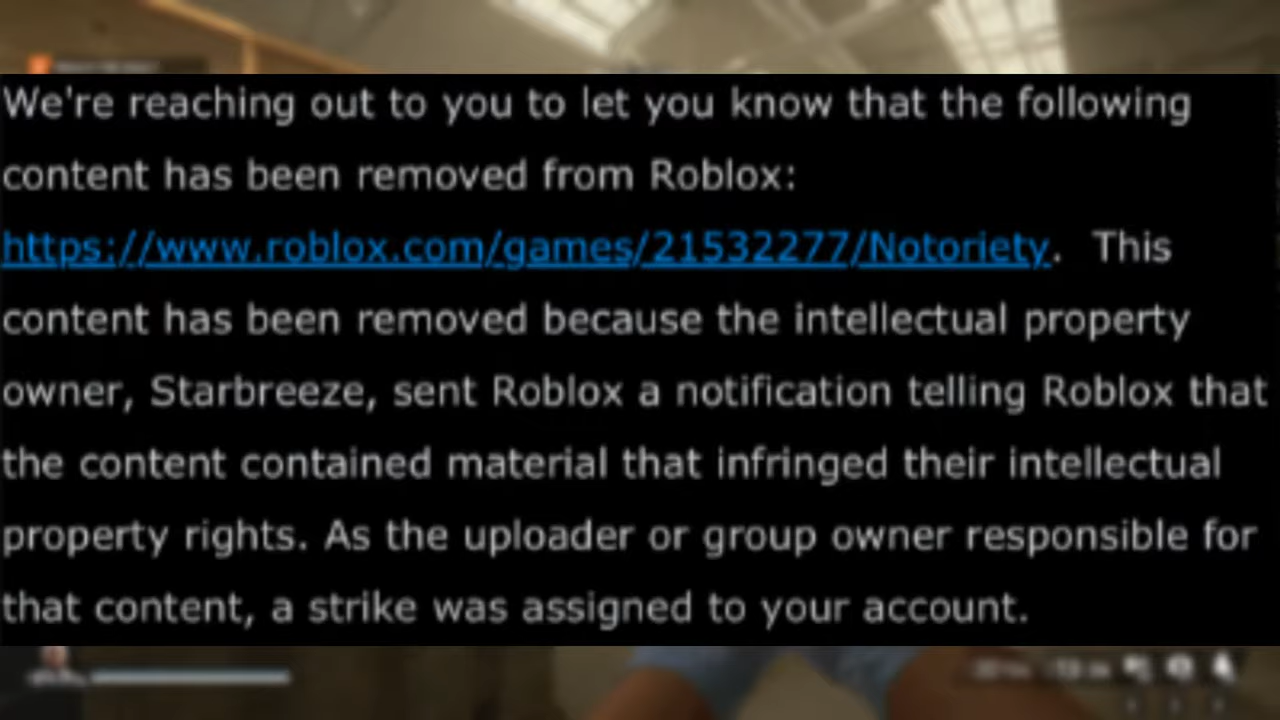 We're reaching out to you to let you know that the following
content has been removed from Roblox:
https://www.roblox.com/games/21532277/Notoriety. This
content has been removed because the intellectual property
owner, Starbreeze, sent Roblox a notification telling Roblox that
the content contained material that infringed their intellectual
property rights. As the uploader or group owner responsible for
that content, a strike was assigned to your account.